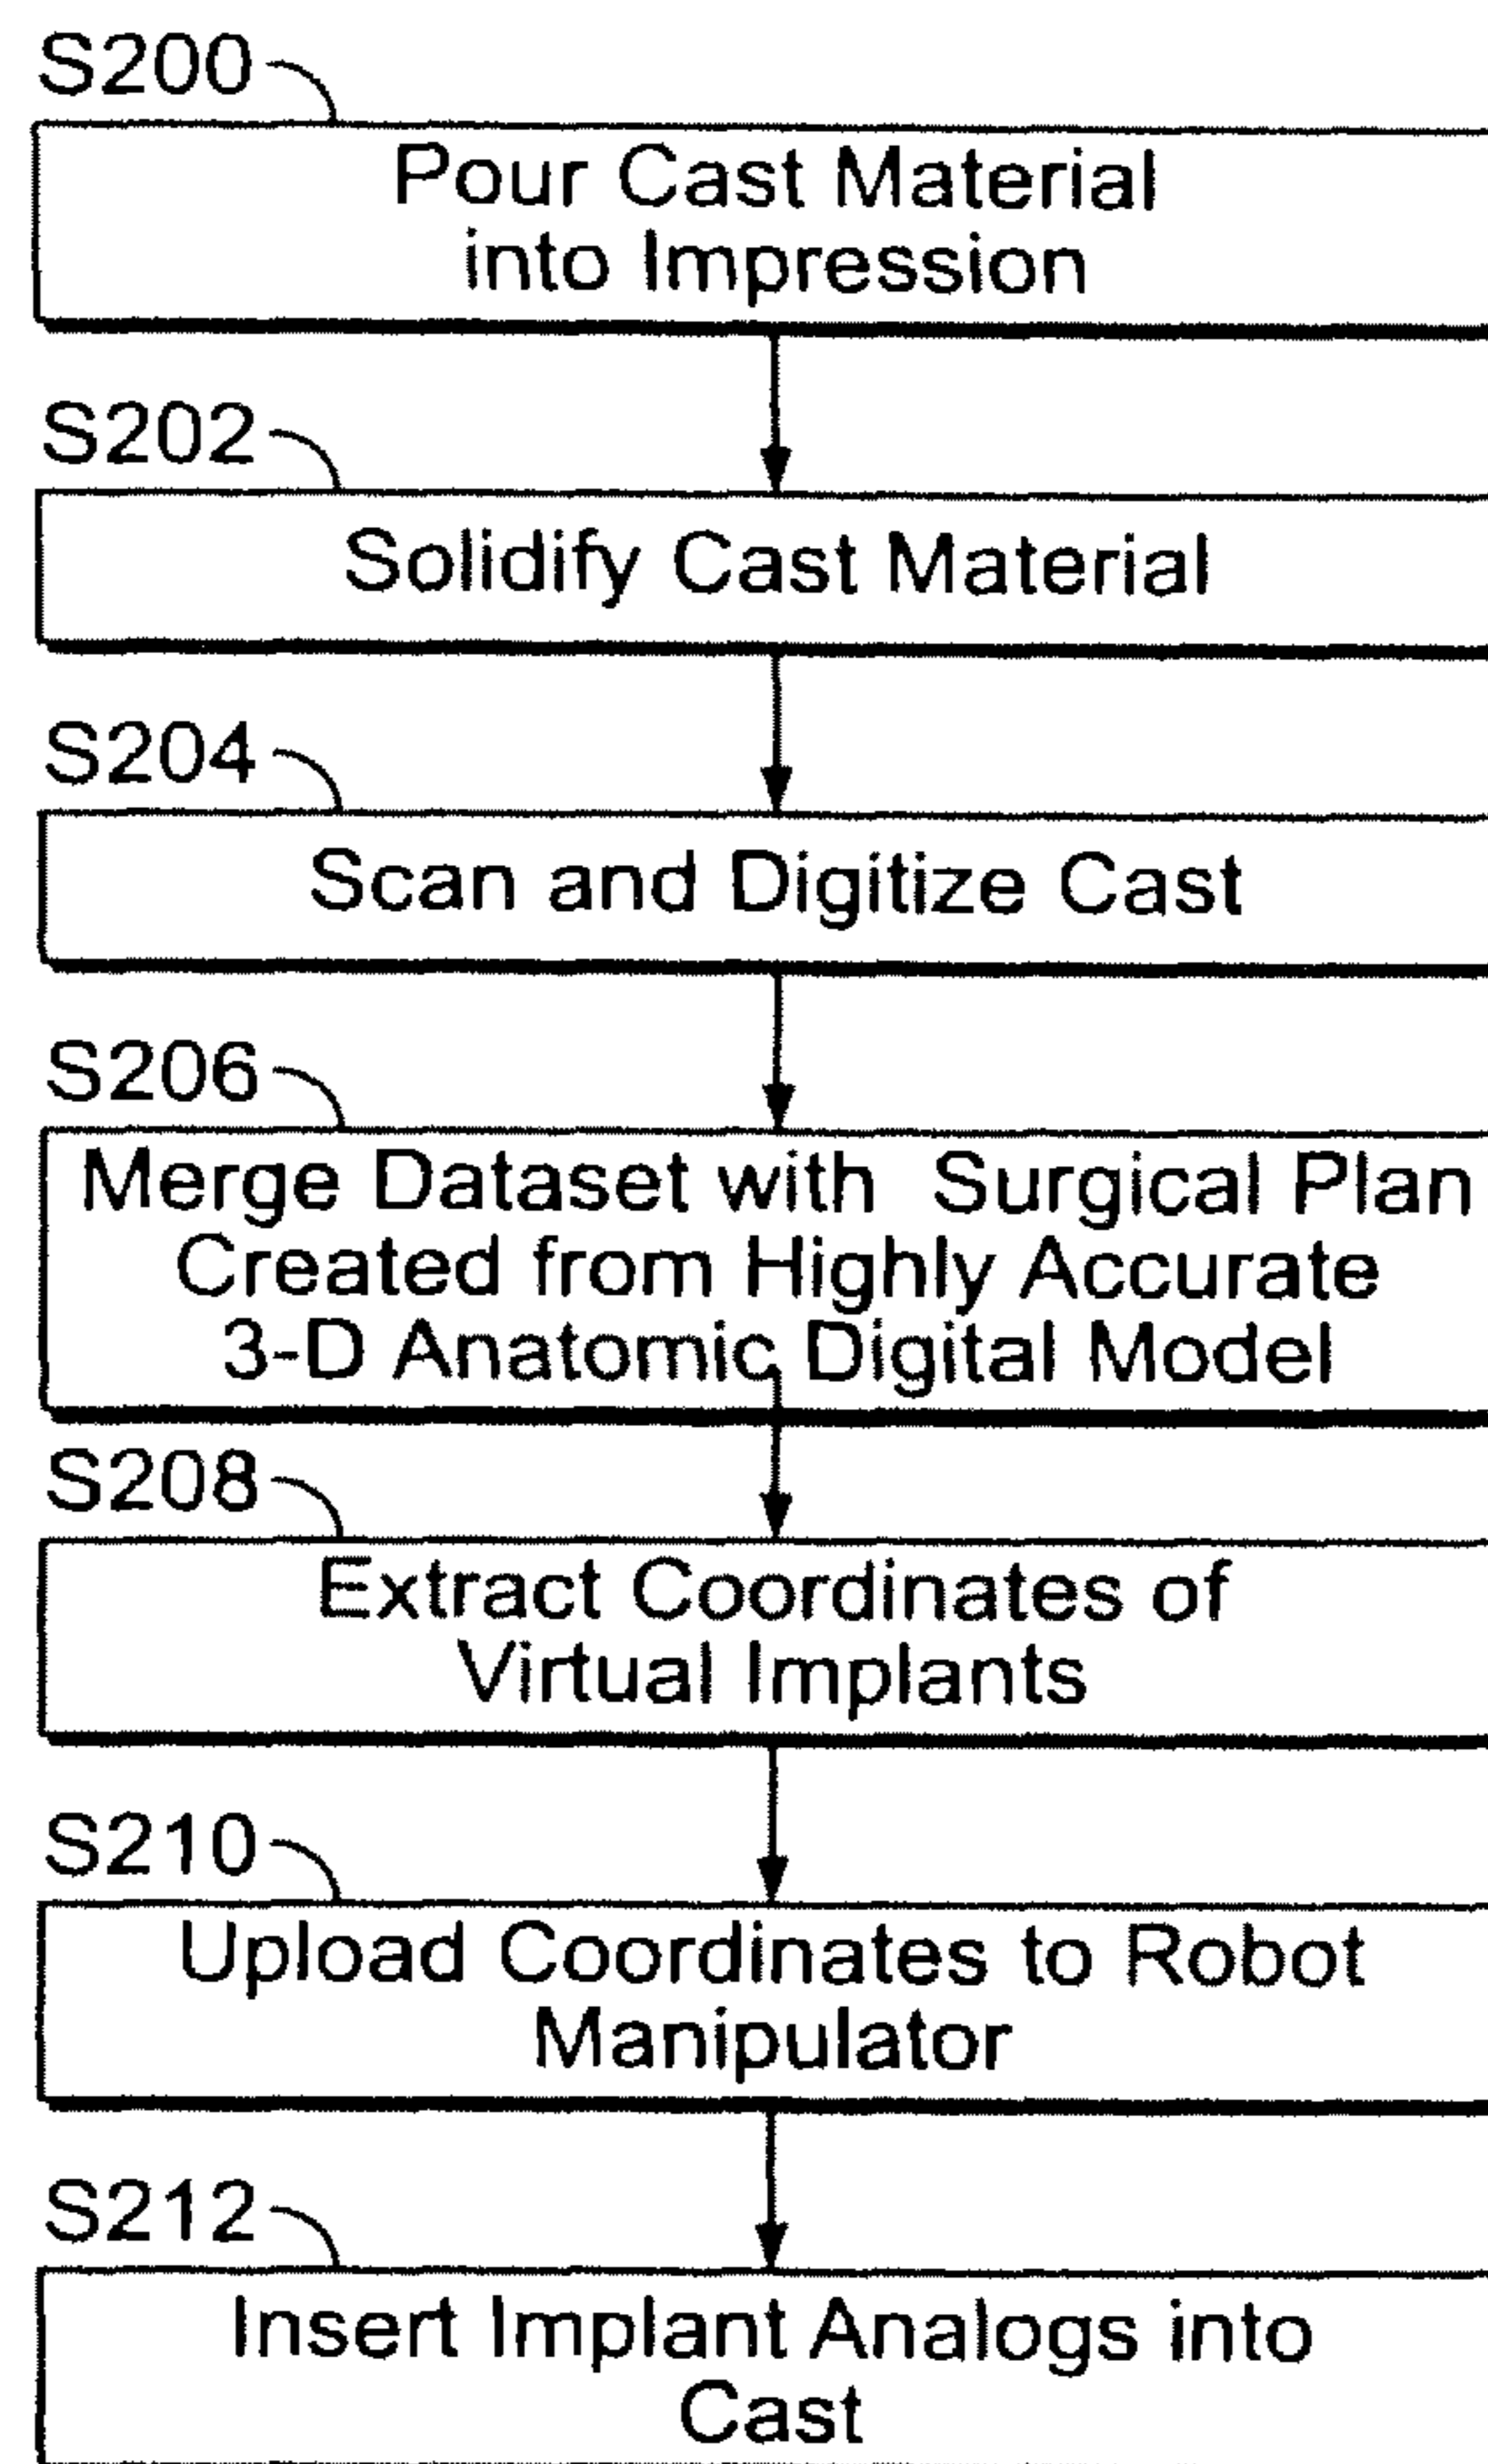 S200
Pour Cast Material
into Impression
S202
Solidify Cast Material
S204
Scan and Digitize Cast
S206
Merge Dataset with Surgical Plan
Created from Highly Accurate
3-D Anatomic Digital Model
S208
Extract Coordinates of
Virtual Implants
S210
Upload Coordinates to Robot
Manipulator
S212
Insert Implant Analogs into
Cast